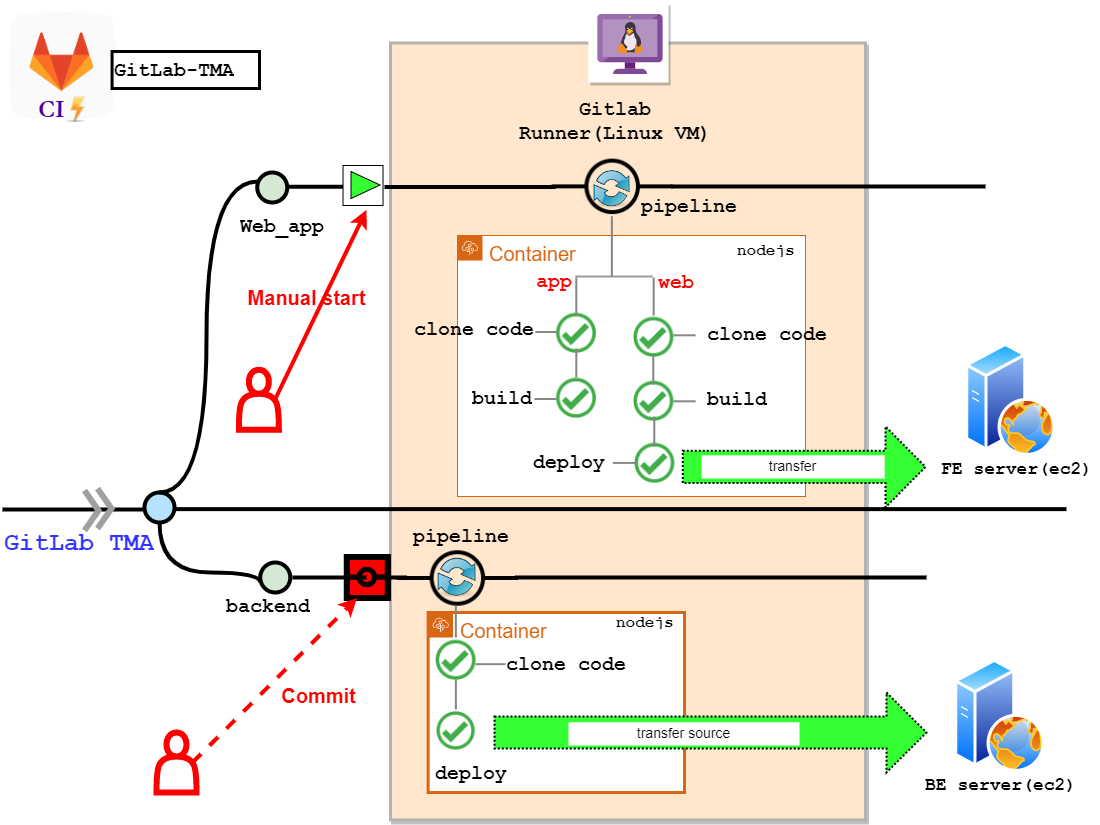 GitLab-TMA
CI
Gitlab
Runner(Linux VM)
Web_app
pipeline
Container
nodejs
app
web
Manual start
clone code
clone code
build
build
deploy
transfer
FE server(ec2)
GitLab TMA
pipeline
backend
Container
nodejs
clone code
Commit
transfer source
deploy
BE server(ec2)